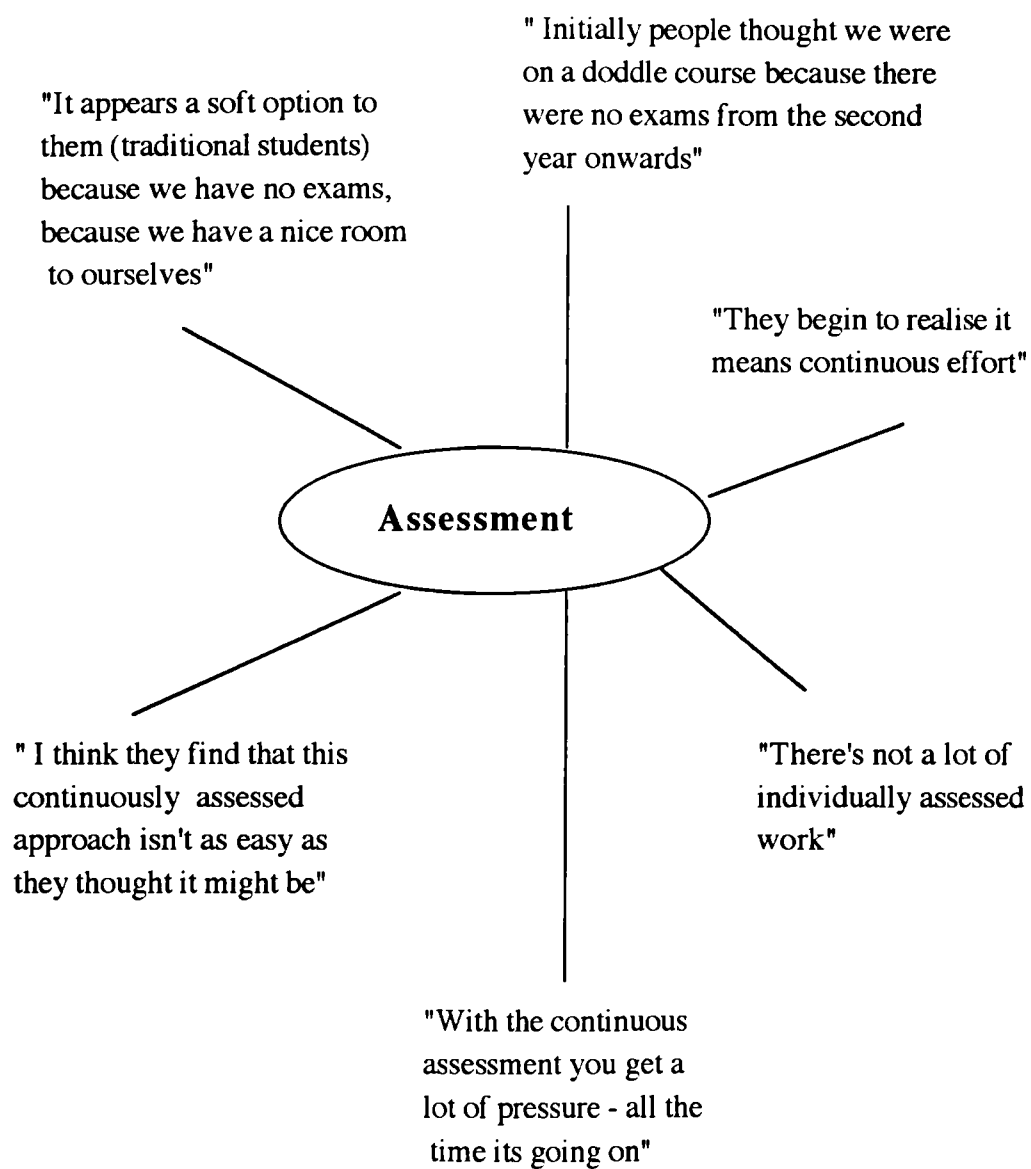 " Initially people thought we were
on a doddle course because there
were no exams from the second
year onwards"
"It appears a soft option to
them (traditional students)
because we have no exams,
because we have a nice room
to ourselves"
"They begin to realise it
means continuous effort"
Assessment
" I think they find that this
continuously assessed
approach isn't as easy as
they thought it might be"
"There's not a lot of
individually assessed
work"
"With the continuous
assessment you get a
lot of pressure - all the
time its going on"